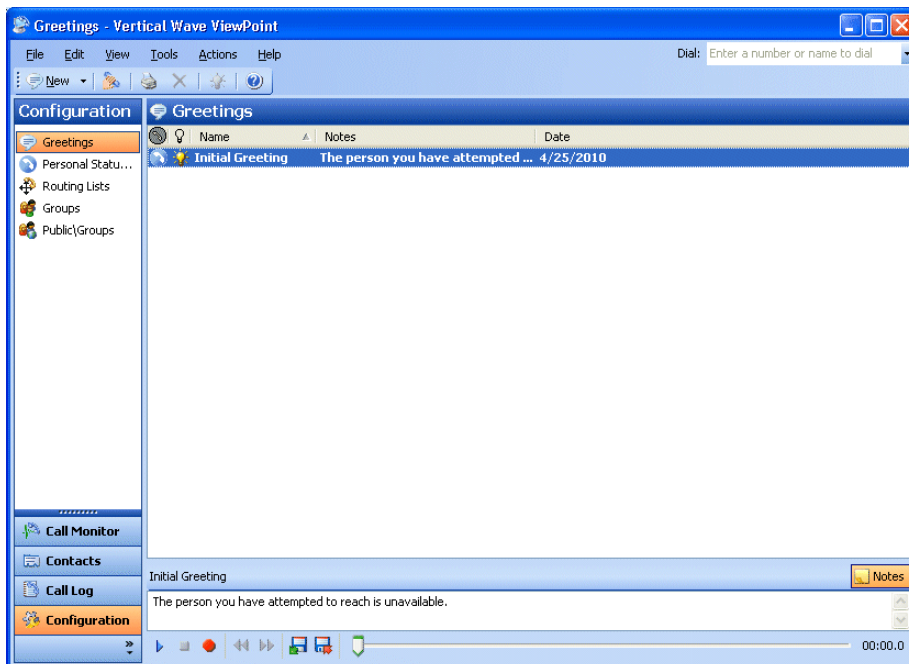 Greetings - Vertical Wave ViewPoint
File Edit View Tools Actions Help Dial: Enter a number or name to dial
New
Configuration
Greetings
Personal Statu...
Routing Lists
Groups
Public\Groups
Greetings
Name Notes Date
Initial Greeting The person you have attempted ... 4/25/2010
Call Monitor
Contacts
Call Log
Configuration
Initial Greeting Notes
The person you have attempted to reach is unavailable.
00:00.0